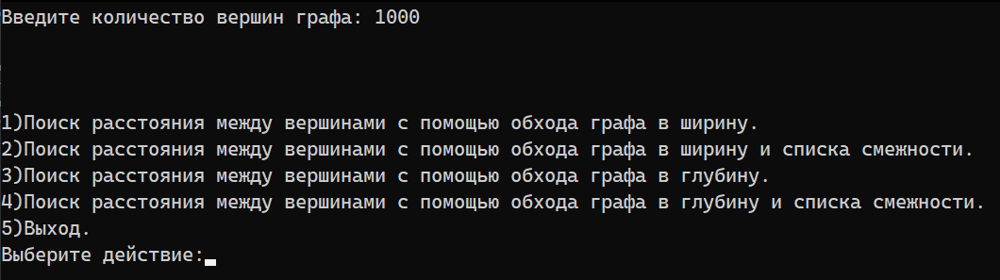 Введите количество вершин графа: 1000
1)Поиск расстояния между вершинами с помощью обхода графа в ширину.
2)Поиск расстояния между вершинами с помощью обхода графа в ширину и списка смежности.
3)Поиск расстояния между вершинами с помощью обхода графа в глубину.
4)Поиск расстояния между вершинами с помощью обхода графа в глубину и списка смежности.
5)Выход.
Выберите действие: